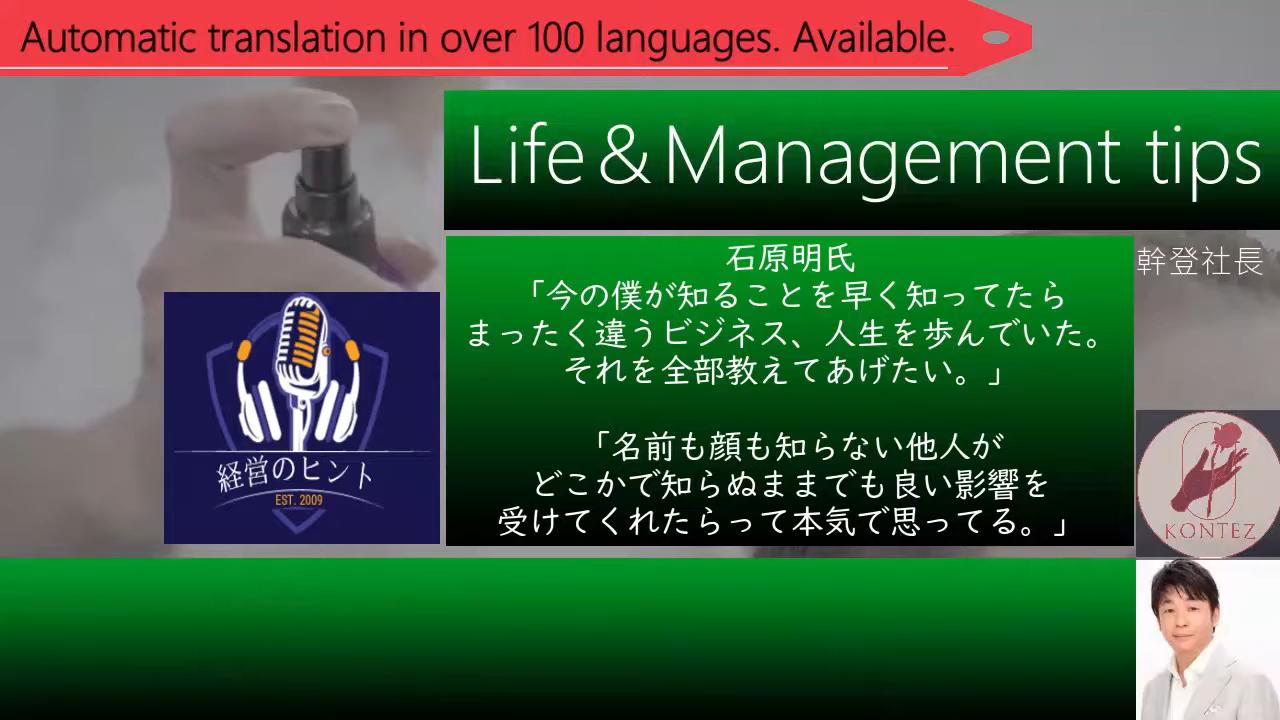 Automatic translation in over 100 languages. Available.
Life＆Management tips
石原明氏
「今の僕が知ることを早く知ってたら
まったく違うビジネス、人生を歩んでいた。
それを全部教えてあげたい。」
「名前も顔も知らない他人が
どこかで知らぬままでも良い影響を
受けてくれたらって本気で思ってる。」
幹登社長
経営のヒント
EST. 2009
KONTEZ